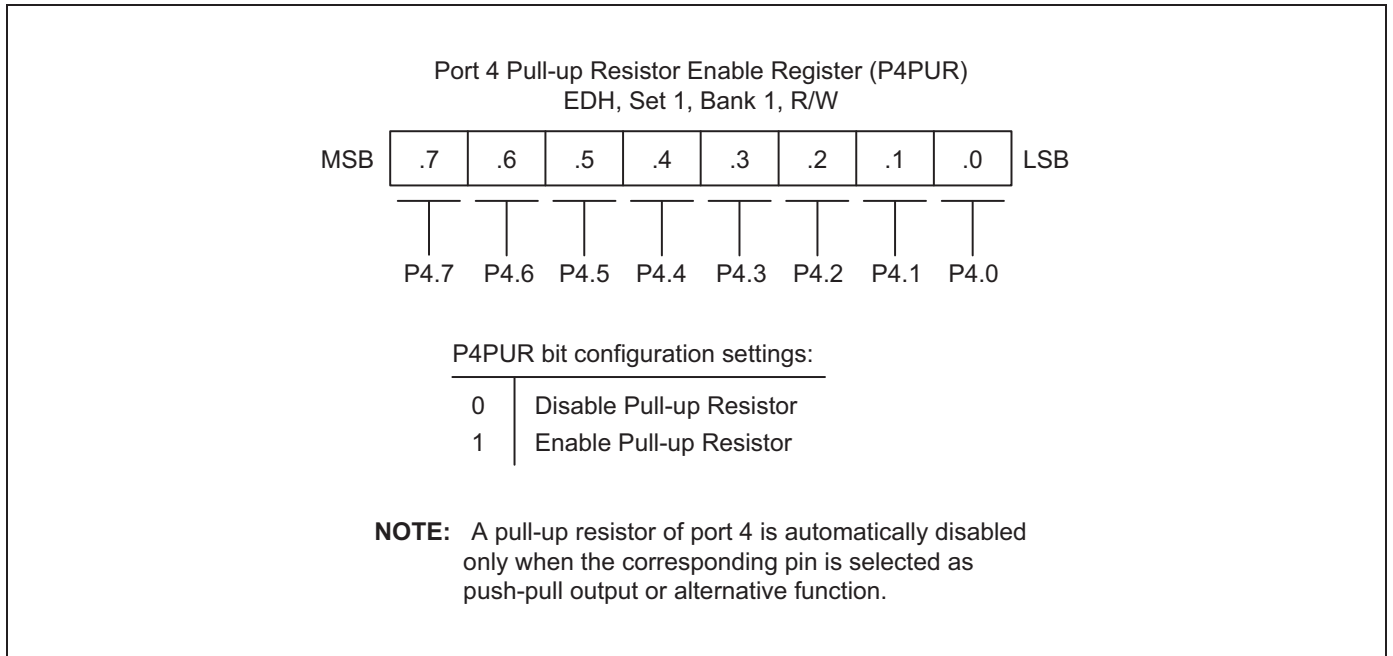 Port 4 Pull-up Resistor Enable Register (P4PUR)
EDH, Set 1, Bank 1, R/W
MSB .7 .6 .5 .4 .3 .2 .1 .0 LSB
P4.7 P4.6 P4.5 P4.4 P4.3 P4.2 P4.1 P4.0
P4PUR bit configuration settings:
0 Disable Pull-up Resistor
1 Enable Pull-up Resistor
NOTE: A pull-up resistor of port 4 is automatically disabled
only when the corresponding pin is selected as
push-pull output or alternative function.